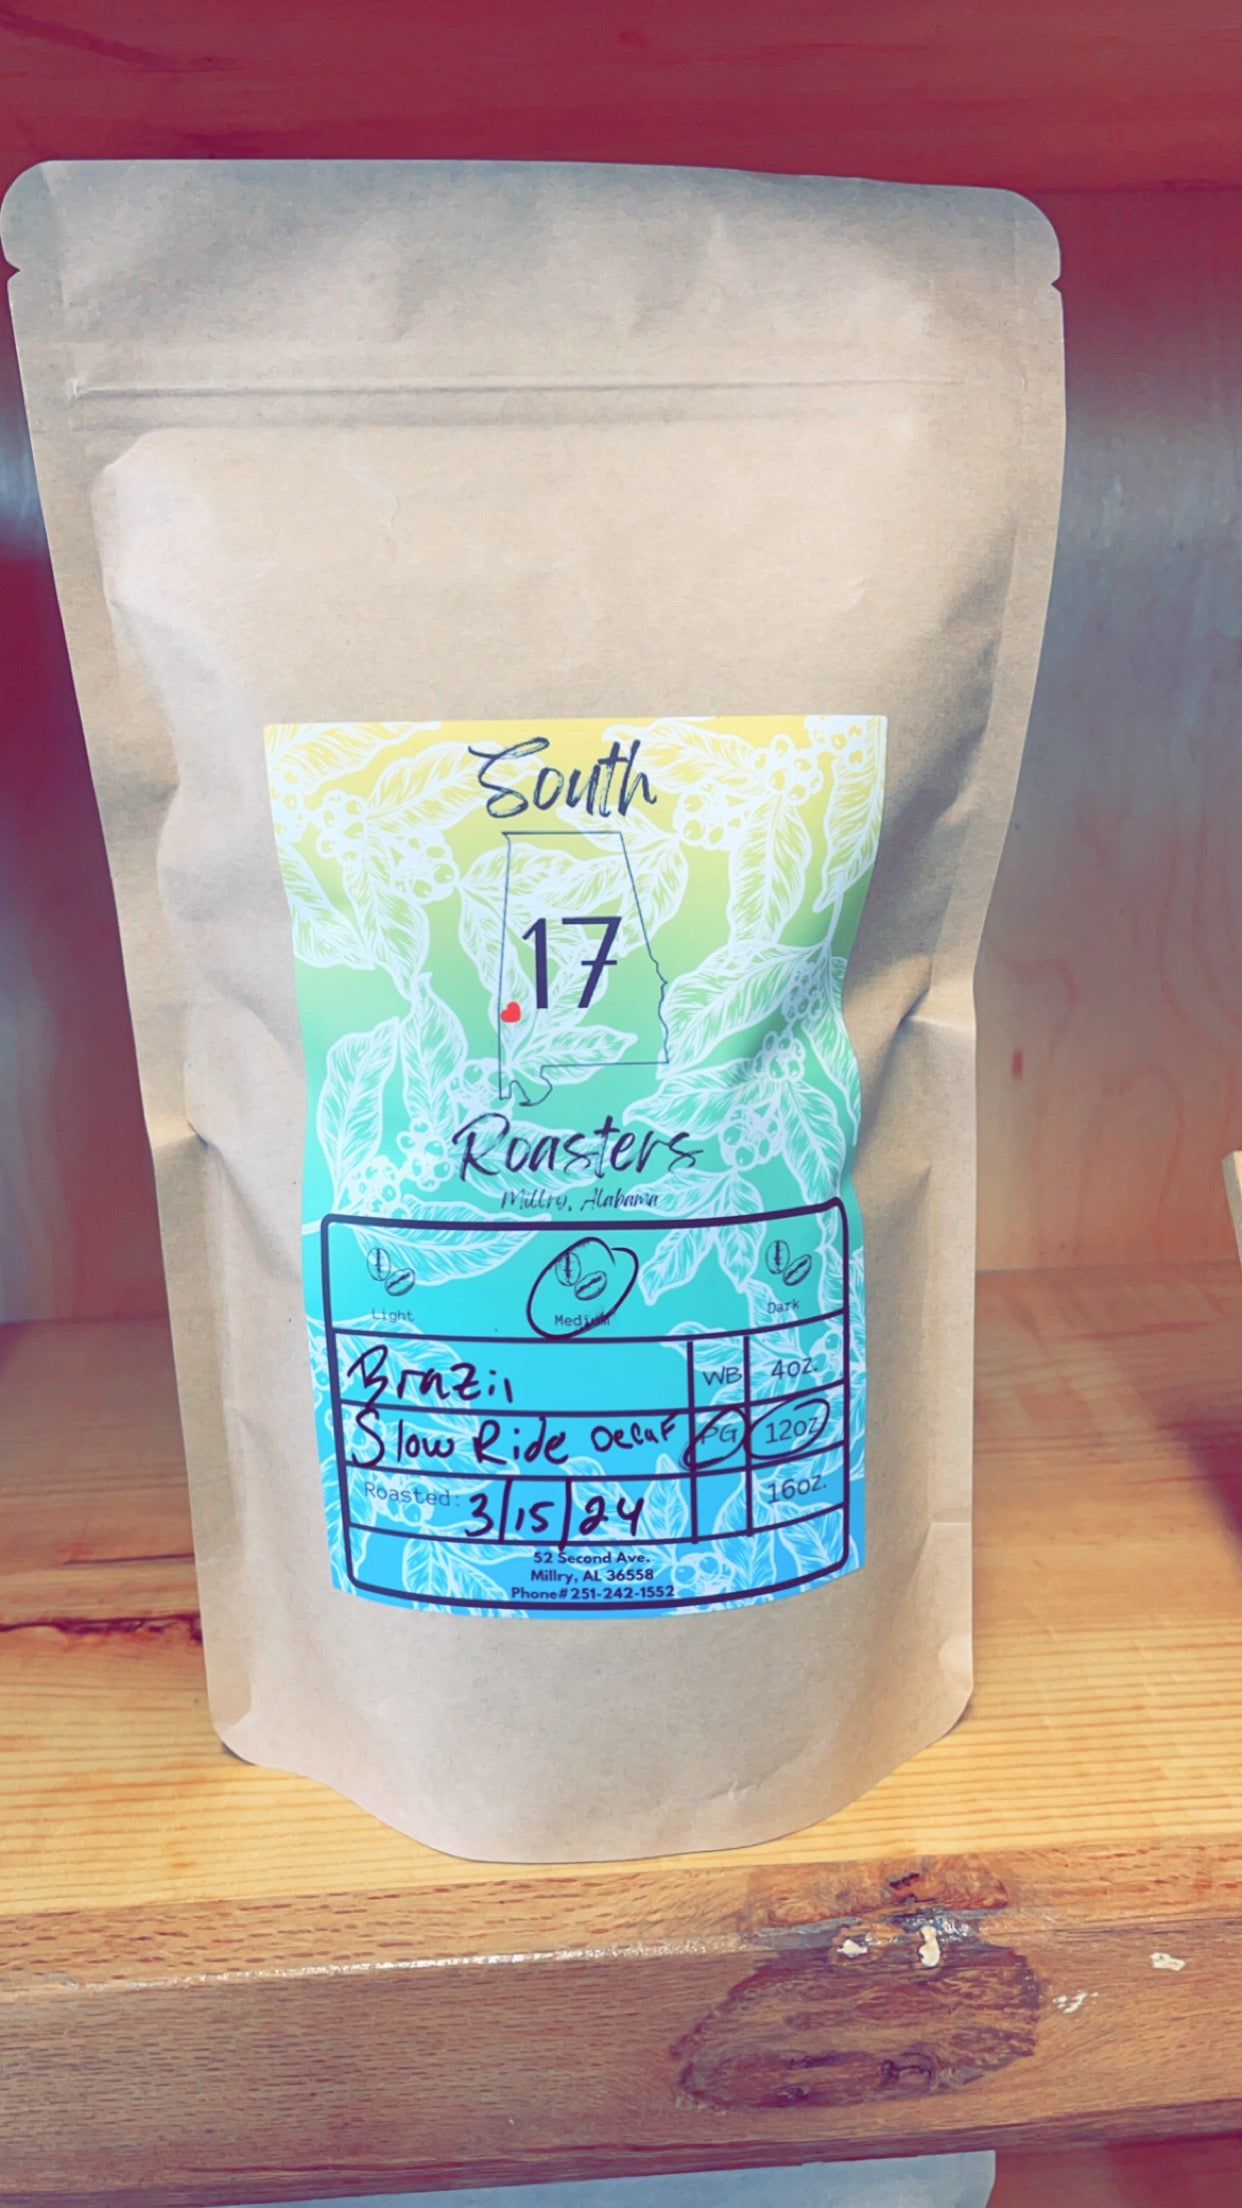 South
17
Roasters
Millry, Alabama
Light Medium Dark
Brazil WB 4oz.
Slow Ride Decaf PG 12oz
Roasted: 3/15/24 16oz.
52 Second Ave.
Millry, AL 36558
Phone# 251-242-1552